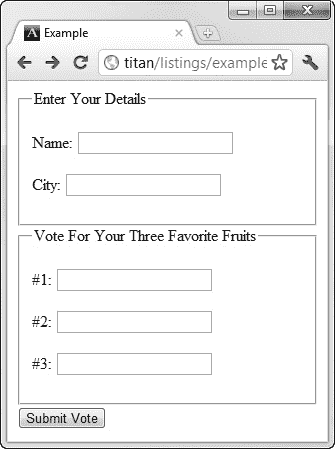 Example
titan/listings/example
Enter Your Details
Name:
City:
Vote For Your Three Favorite Fruits
#1:
#2:
#3:
Submit Vote